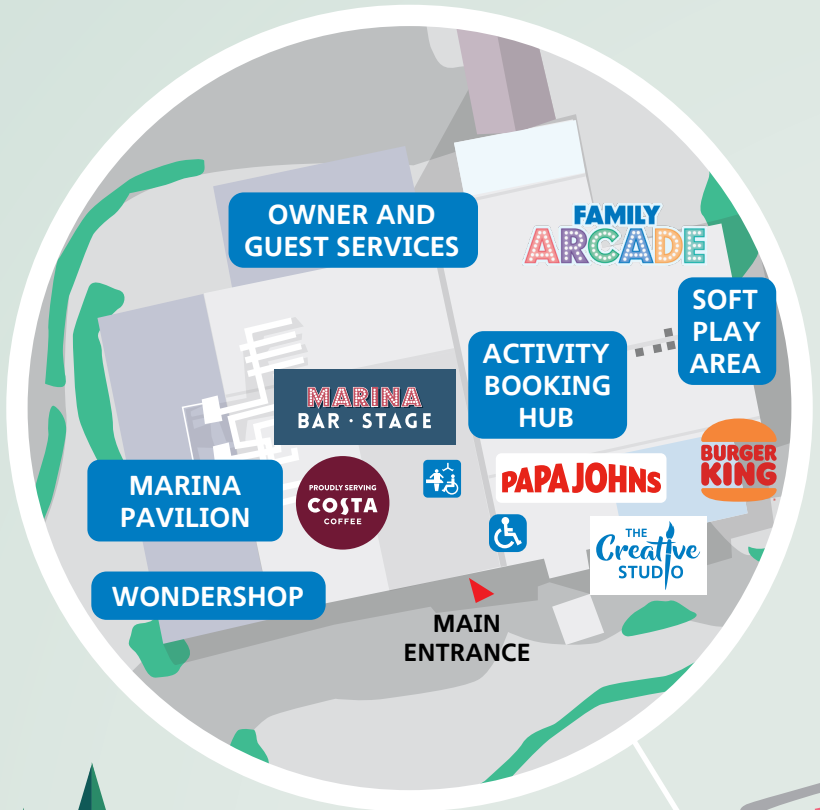 OWNER AND
GUEST SERVICES
FAMILY
ARCADE
SOFT
PLAY
AREA
ACTIVITY
BOOKING
HUB
MARINA
BAR · STAGE
MARINA
PAVILION
PROUDLY SERVING
COSTA
COFFEE
PAPA JOHNS
BURGER
KING
THE
Creative
STUDIO
WONDERSHOP
MAIN
ENTRANCE